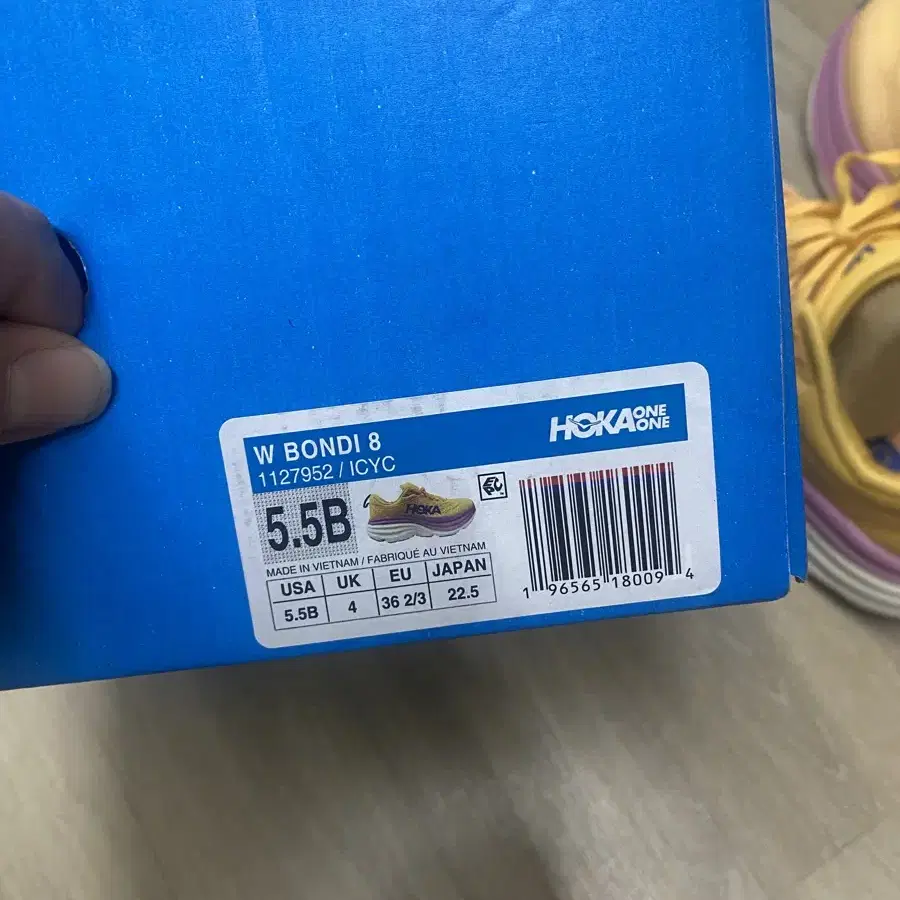 W BONDI 8
1127952 / ICYC
HOKA ONE ONE
5.5B
HOKA
MADE IN VIETNAM / FABRIQUÉ AU VIETNAM
USA UK EU JAPAN
5.5B 4 36 2/3 22.5
1 96565 18009 4